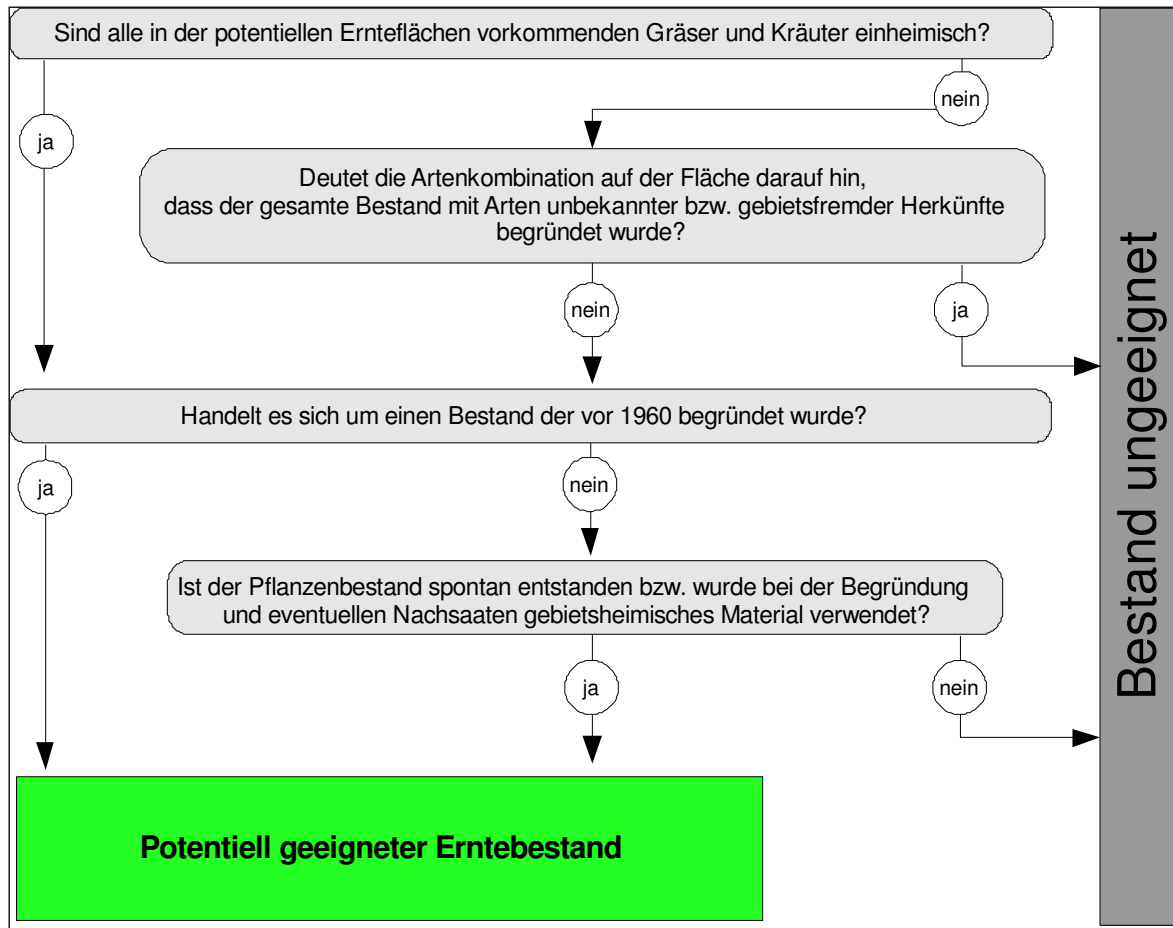 Sind alle in der potentiellen Ernteflächen vorkommenden Gräser und Kräuter einheimisch?
nein
ja
Deutet die Artenkombination auf der Fläche darauf hin,
dass der gesamte Bestand mit Arten unbekannter bzw. gebietsfremder Herkünfte
begründet wurde?
nein
ja
Handelt es sich um einen Bestand der vor 1960 begründet wurde?
ja
nein
Ist der Pflanzenbestand spontan entstanden bzw. wurde bei der Begründung
und eventuellen Nachsaaten gebietsheimisches Material verwendet?
ja
nein
Potentiell geeigneter Erntebestand
Bestand ungeeignet